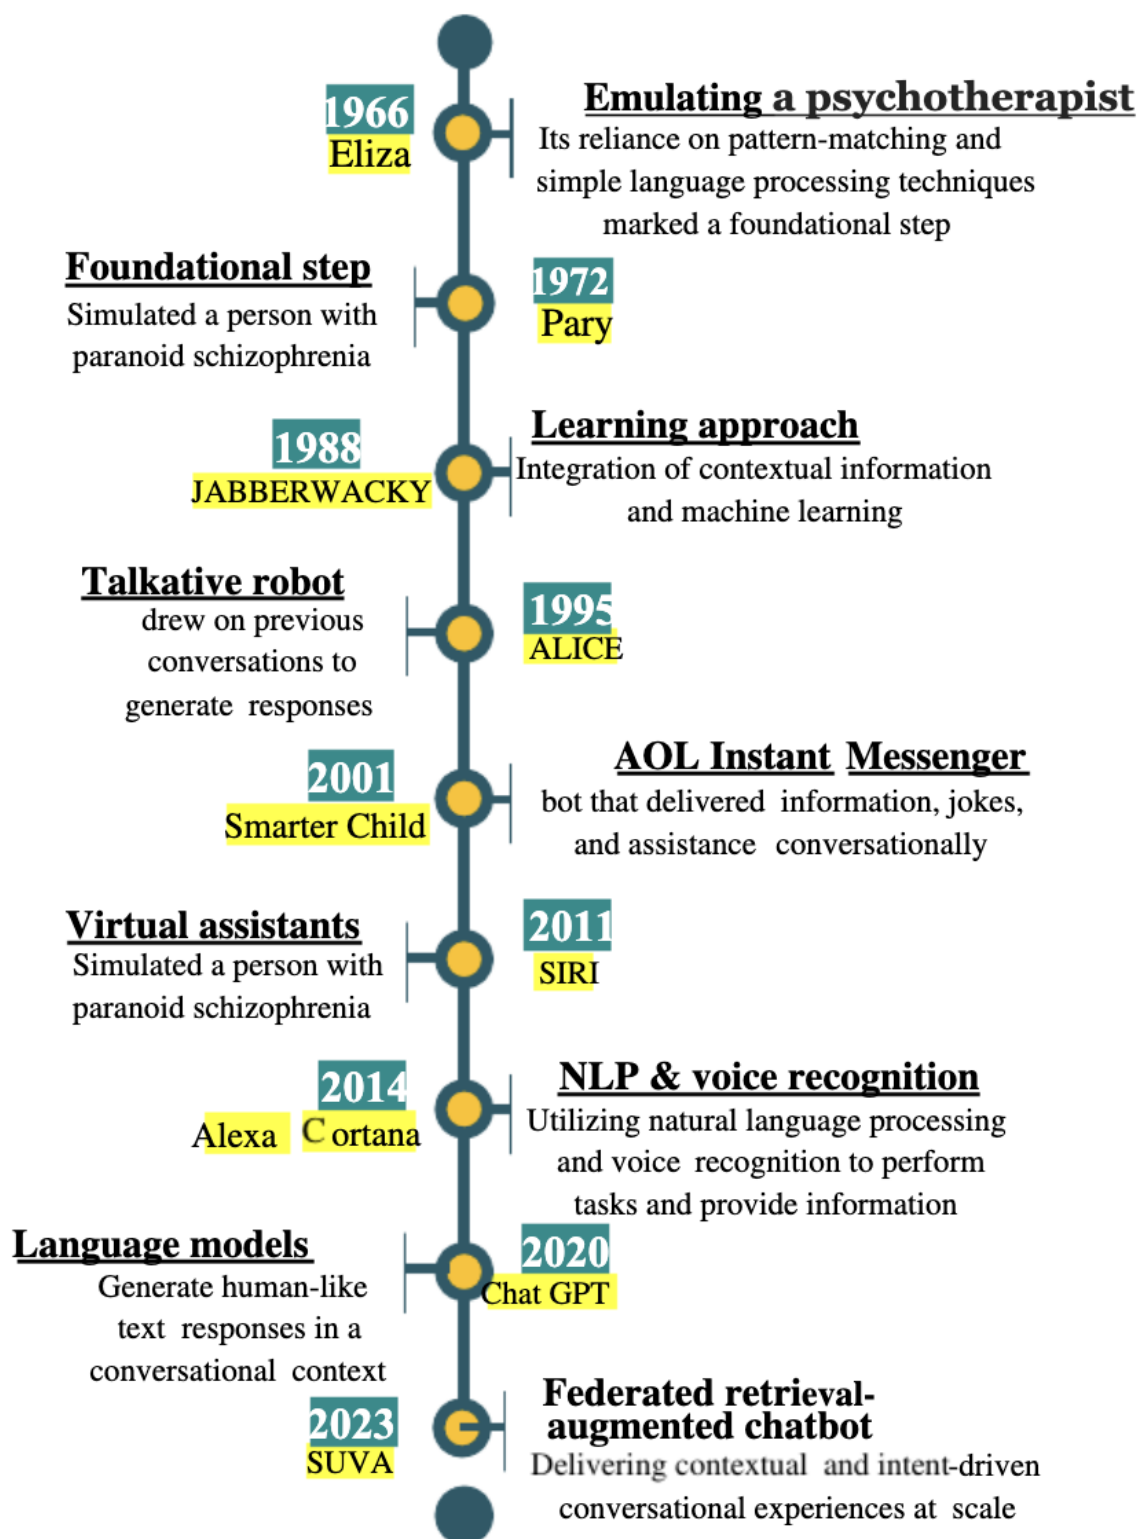 1966
Eliza
Emulating a psychotherapist
Its reliance on pattern-matching and
simple language processing techniques
marked a foundational step
Foundational step
Simulated a person with
paranoid schizophrenia
1972
Pary
1988
JABBERWACKY
Learning approach
Integration of contextual information
and machine learning
Talkative robot
drew on previous
conversations to
generate responses
1995
ALICE
2001
Smarter Child
AOL Instant Messenger
bot that delivered information, jokes,
and assistance conversationally
Virtual assistants
Simulated a person with
paranoid schizophrenia
2011
SIRI
2014
Alexa Cortana
NLP & voice recognition
Utilizing natural language processing
and voice recognition to perform
tasks and provide information
Language models
Generate human-like
text responses in a
conversational context
2020
Chat GPT
2023
SUVA
Federated retrieval-
augmented chatbot
Delivering contextual and intent-driven
conversational experiences at scale